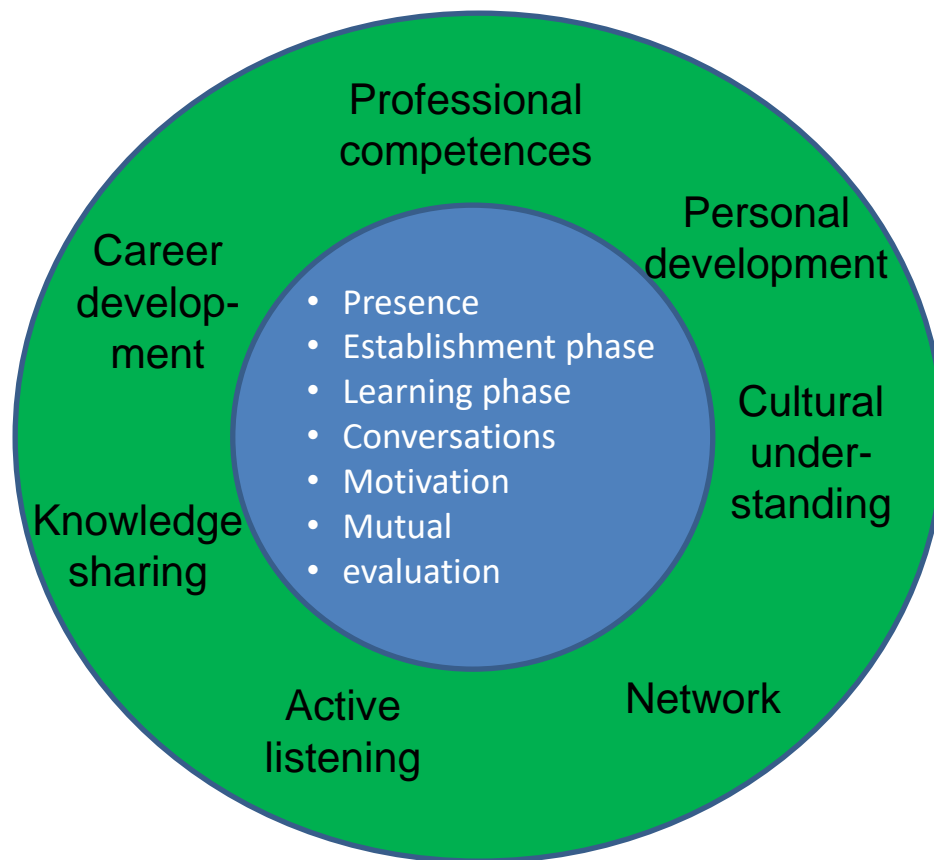 Professional
competences
Personal
development
Career
develop-
ment
• Presence
• Establishment phase
• Learning phase
• Conversations
• Motivation
• Mutual
• evaluation
Cultural
under-
standing
Knowledge
sharing
Active
listening
Network